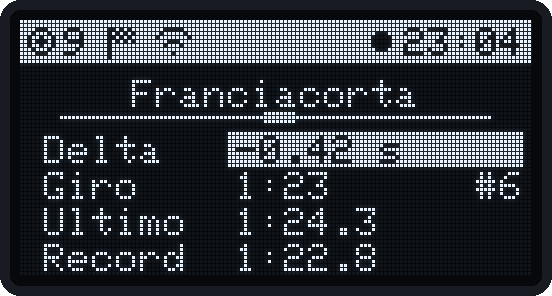 9 23:04
Franciacorta
Delta -0.42 s
Giro 1:23 #6
Ultimo 1:24.3
Record 1:22.8